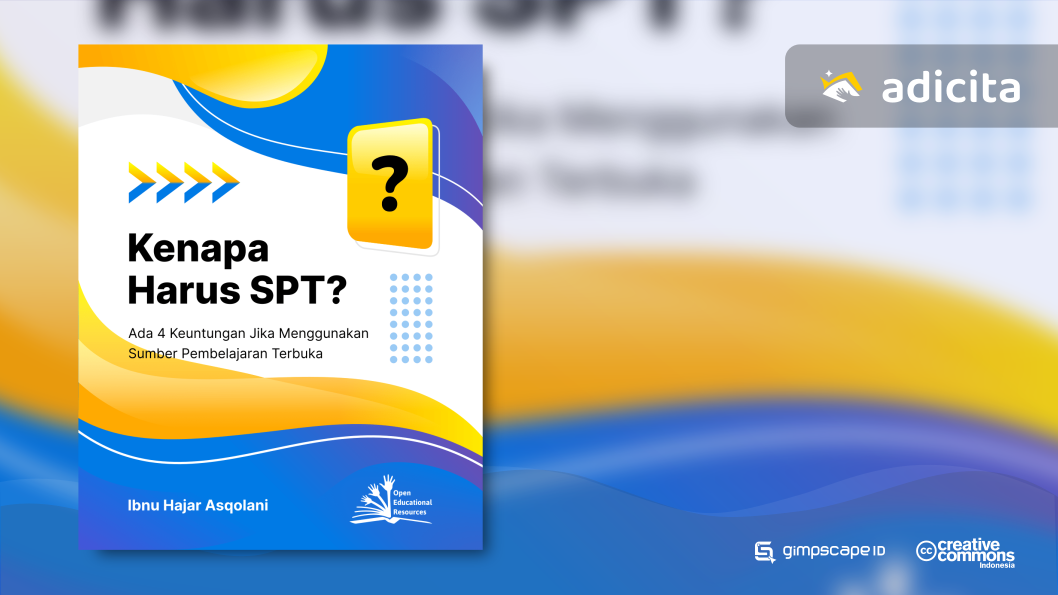 Kenapa
Harus SPT?
Ada 4 Keuntungan Jika Menggunakan
Sumber Pembelajaran Terbuka
?
Ibnu Hajar Asqolani
Open
Educational
Resources
adicita
gimpscape ID
cc creative
commons
Indonesia